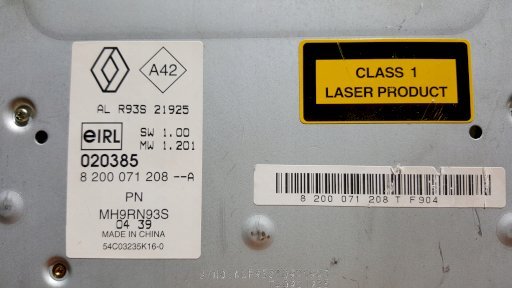 A42
AL R93S 21925
eIRL
SW 1.00
MW 1.201
020385
8 200 071 208 --A
PN
MH9RN93S
04 39
MADE IN CHINA
54C03235K16-0
CLASS 1
LASER PRODUCT
8 200 071 208 T F904